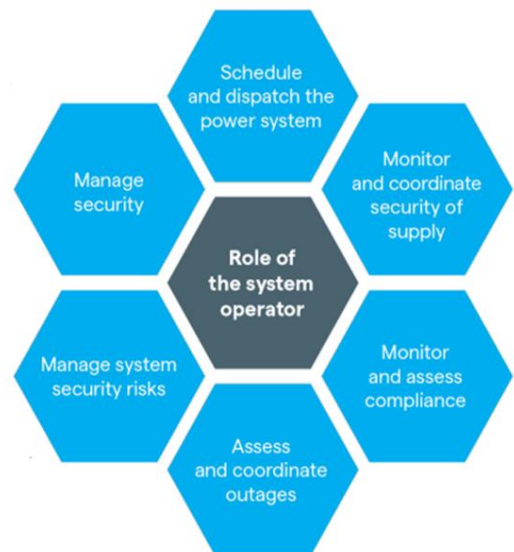 Schedule
and dispatch the
power system
Monitor
and coordinate
security of
supply
Manage
security
Role of
the system
operator
Monitor
and assess
compliance
Manage system
security risks
Assess
and coordinate
outages